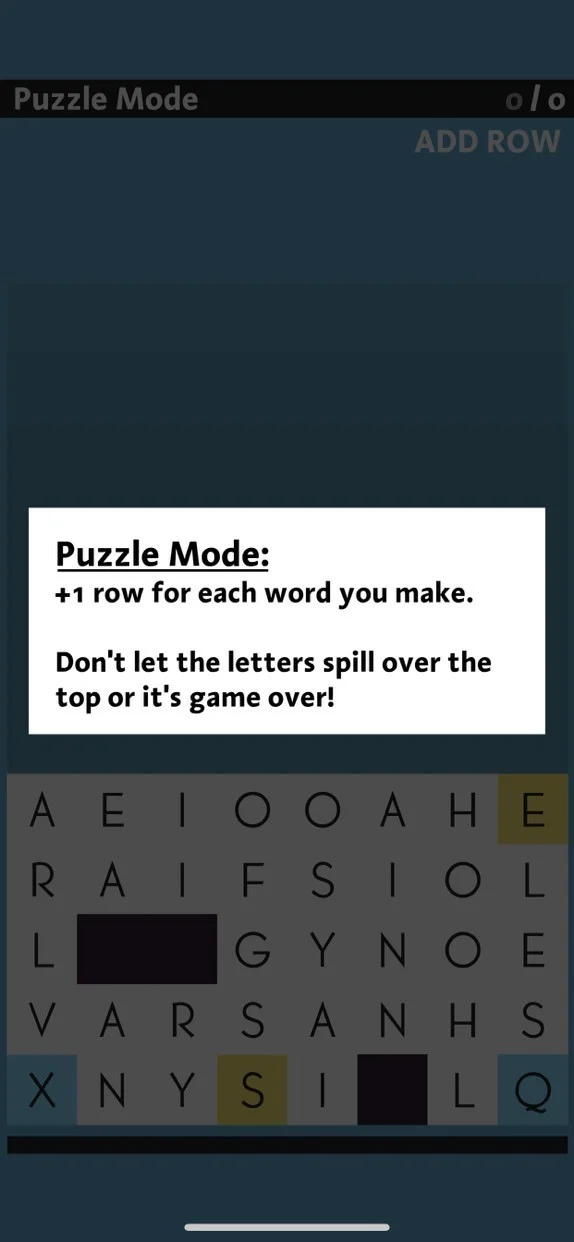 Puzzle Mode
0 / 0
ADD ROW
Puzzle Mode:
+1 row for each word you make.
Don't let the letters spill over the
top or it's game over!
A E I O O A H E
R A I F S I O L
L G Y N O E
V A R S A N H S
X N Y S I L Q